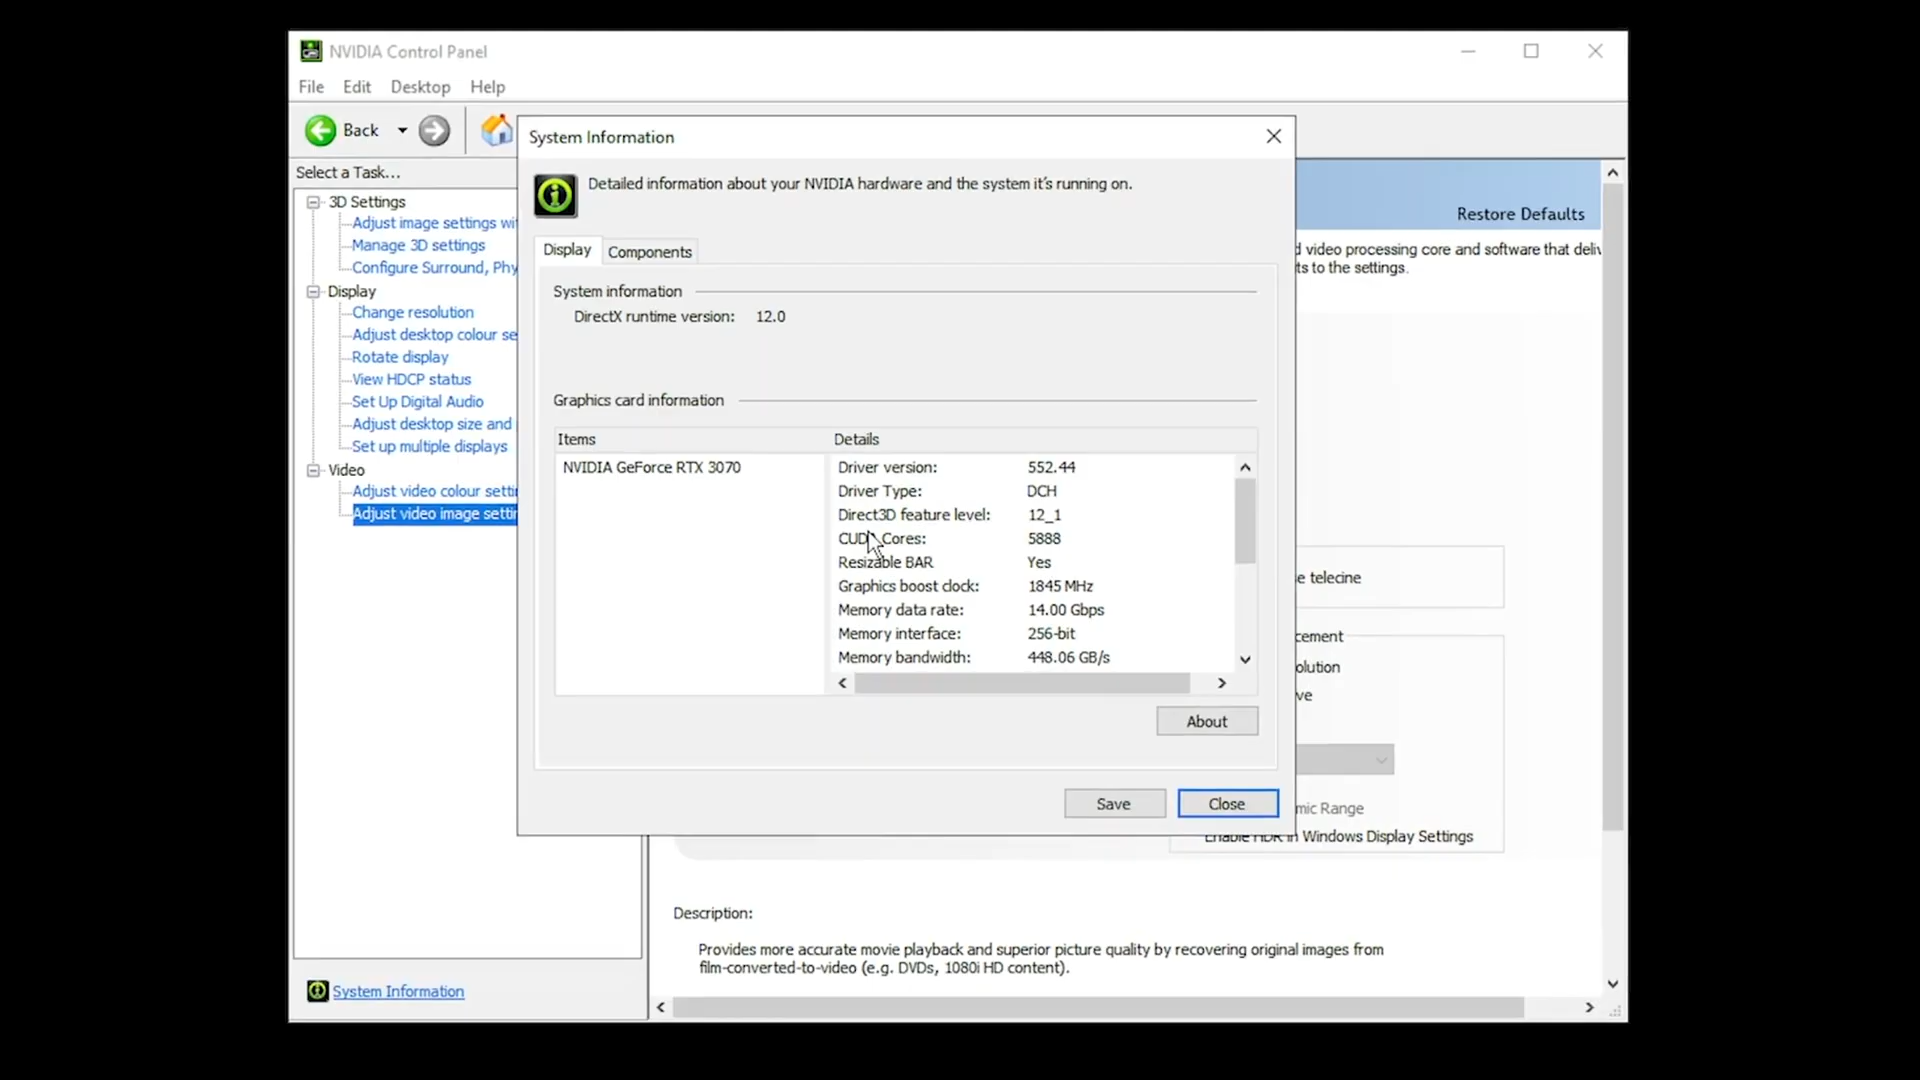 NVIDIA Control Panel
File Edit Desktop Help
Back
Select a Task...
3D Settings
Adjust image settings wi
Manage 3D settings
Configure Surround, Phy
Display
Change resolution
Adjust desktop colour se
Rotate display
View HDCP status
Set Up Digital Audio
Adjust desktop size and
Set up multiple displays
Video
Adjust video colour setti
Adjust video image settin
System Information
System Information
Detailed information about your NVIDIA hardware and the system it's running on.
Display Components
System information
DirectX runtime version: 12.0
Graphics card information
Items Details
NVIDIA GeForce RTX 3070
Driver version: 552.44
Driver Type: DCH
Direct3D feature level: 12_1
CUDA Cores: 5888
Resizable BAR Yes
Graphics boost clock: 1845 MHz
Memory data rate: 14.00 Gbps
Memory interface: 256-bit
Memory bandwidth: 448.06 GB/s
About
Save Close
Restore Defaults
d video processing core and software that deliv
ts to the settings.
e telecine
cement
olution
ve
mic Range
Enable HDR in Windows Display Settings
Description:
Provides more accurate movie playback and superior picture quality by recovering original images from
film-converted-to-video (e.g. DVDs, 1080i HD content).